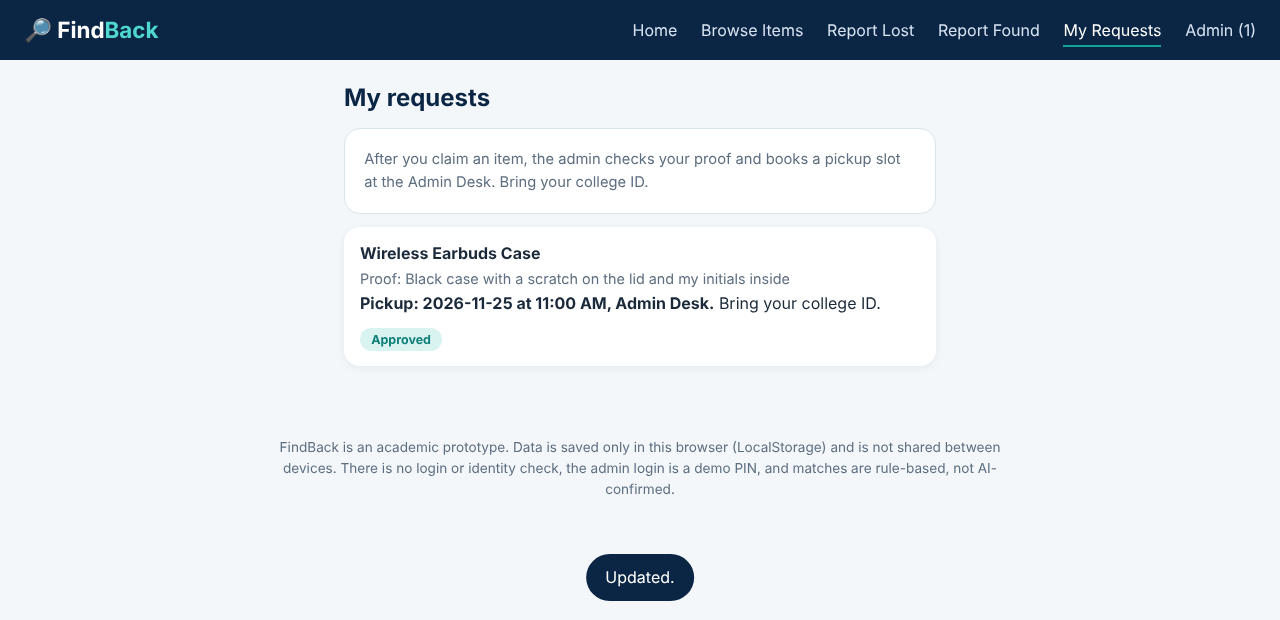 FindBack
Home
Browse Items
Report Lost
Report Found
My Requests
Admin (1)
My requests
After you claim an item, the admin checks your proof and books a pickup slot
at the Admin Desk. Bring your college ID.
Wireless Earbuds Case
Proof: Black case with a scratch on the lid and my initials inside
Pickup: 2026-11-25 at 11:00 AM, Admin Desk. Bring your college ID.
Approved
FindBack is an academic prototype. Data is saved only in this browser (LocalStorage) and is not shared between
devices. There is no login or identity check, the admin login is a demo PIN, and matches are rule-based, not AI-
confirmed.
Updated.